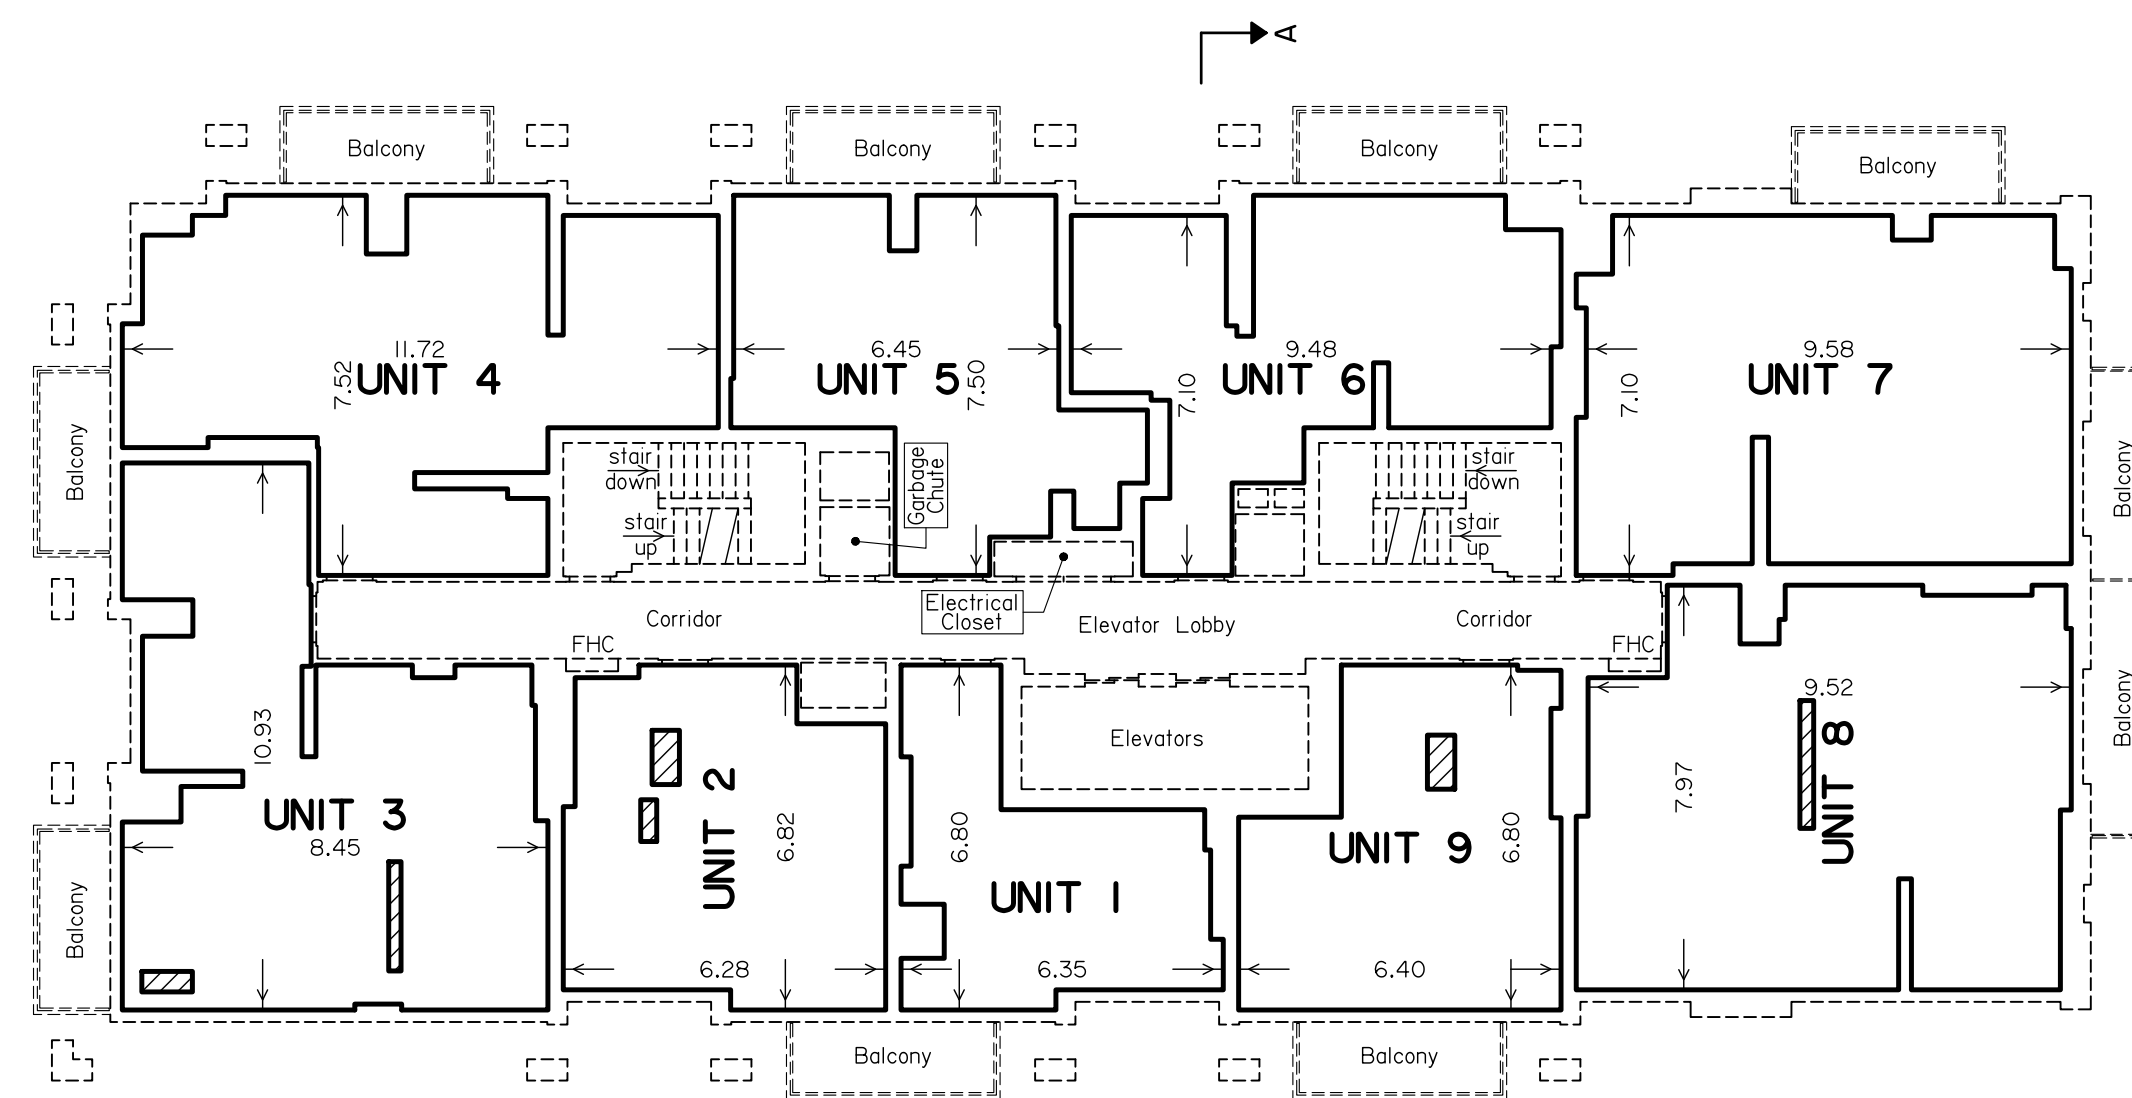 A
Balcony
Balcony
Balcony
Balcony
11.72
7.52
UNIT 4
6.45
UNIT 5
7.50
9.48
UNIT 6
7.10
9.58
UNIT 7
7.10
Balcony
Balcony
stair
down
stair
up
Garbage
Chute
stair
down
stair
up
Electrical
Closet
Corridor
Elevator Lobby
Corridor
FHC
FHC
10.93
UNIT 3
8.45
UNIT 2
6.82
6.28
6.80
UNIT 1
6.35
Elevators
UNIT 9
6.80
6.40
9.52
7.97
UNIT 8
Balcony
Balcony
Balcony
Balcony